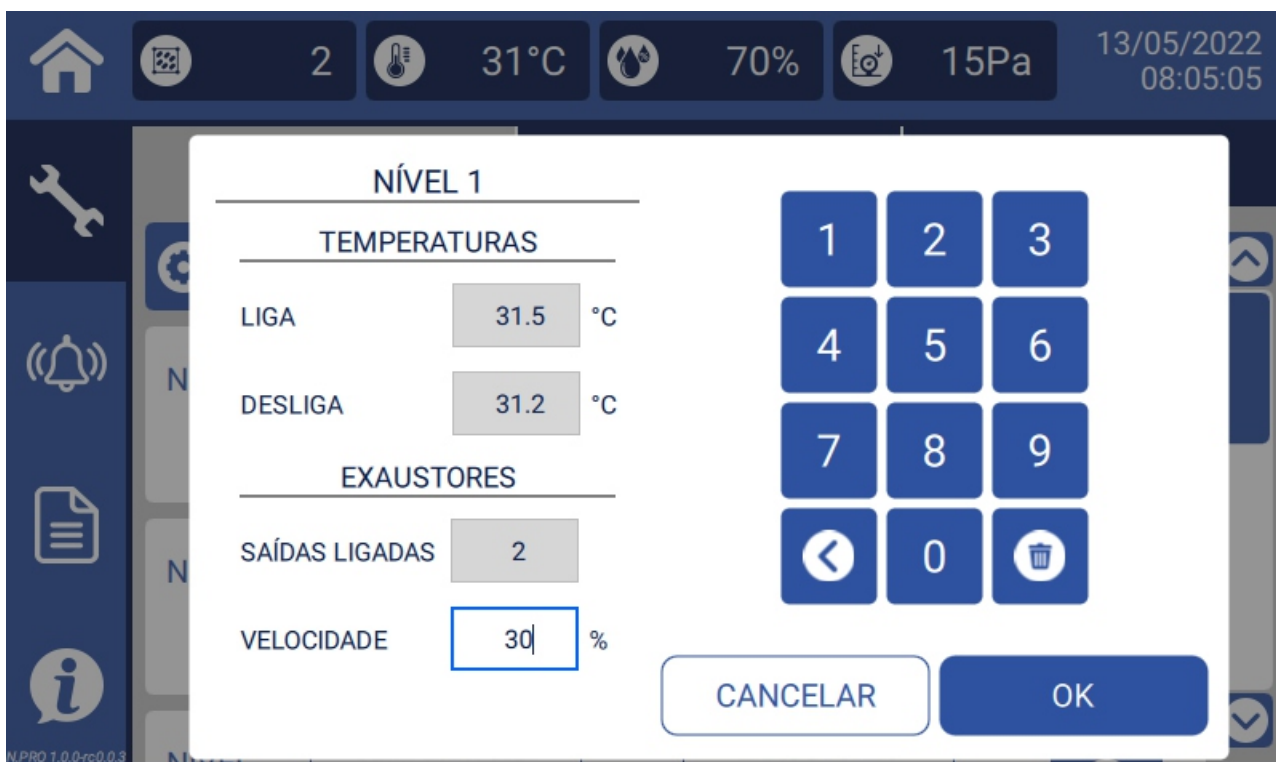 2
31°C
70%
15Pa
13/05/2022
08:05:05
NÍVEL 1
TEMPERATURAS
LIGA 31.5 °C
DESLIGA 31.2 °C
EXAUSTORES
SAÍDAS LIGADAS 2
VELOCIDADE 30 %
1 2 3
4 5 6
7 8 9
0
CANCELAR OK
N
N
N.PRO 1.0.0-rc0.0.3